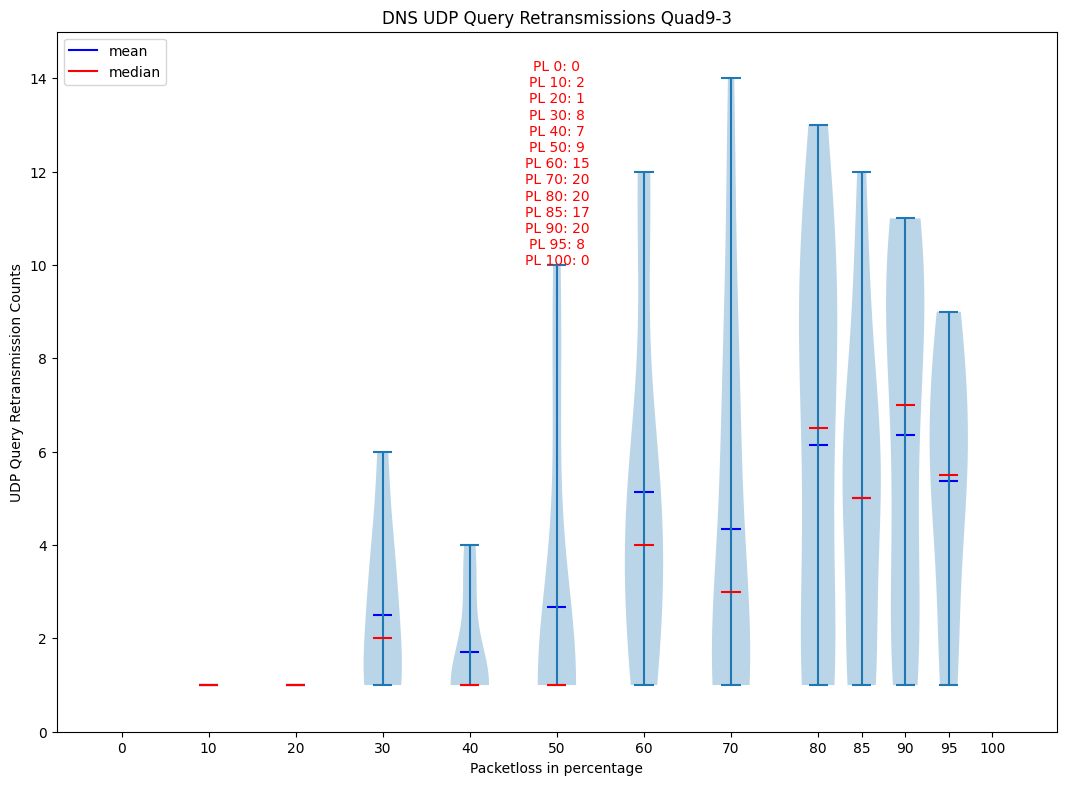 DNS UDP Query Retransmissions Quad9-3
mean
median
PL 0: 0
PL 10: 2
PL 20: 1
PL 30: 8
PL 40: 7
PL 50: 9
PL 60: 15
PL 70: 20
PL 80: 20
PL 85: 17
PL 90: 20
PL 95: 8
PL 100: 0
UDP Query Retransmission Counts
14
12
10
8
6
4
2
0
0 10 20 30 40 50 60 70 80 85 90 95 100
Packetloss in percentage